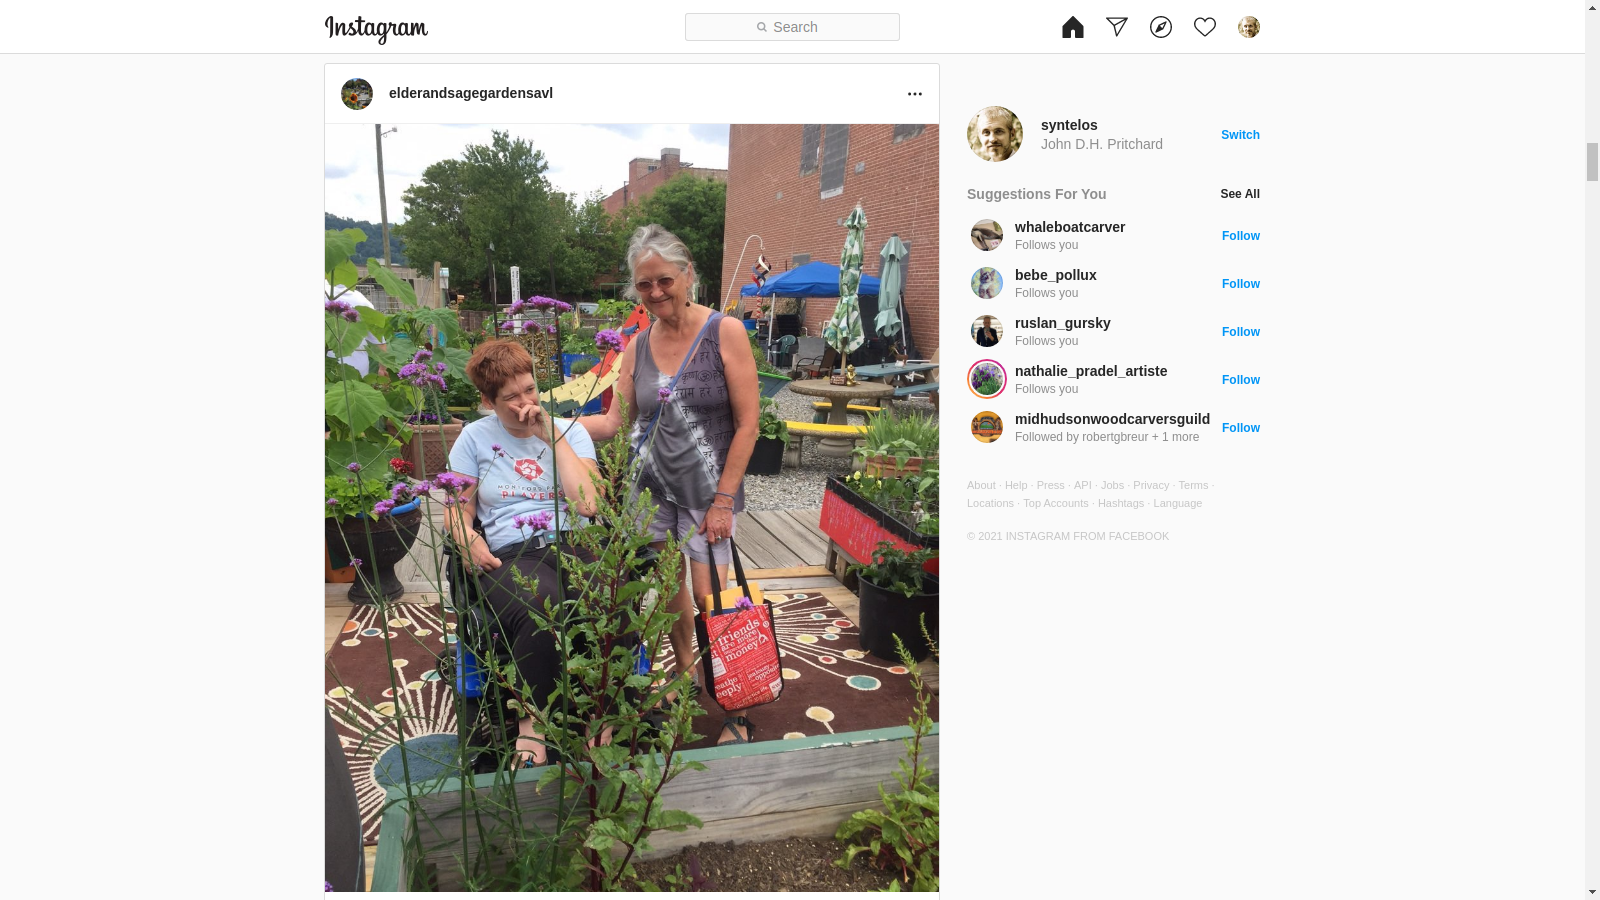 Instagram
Search
elderandsagegardensavl
syntelos
John D.H. Pritchard
Switch
Suggestions For You
See All
whaleboatcarver
Follows you
Follow
bebe_pollux
Follows you
Follow
ruslan_gursky
Follows you
Follow
nathalie_pradel_artiste
Follows you
Follow
midhudsonwoodcarversguild
Followed by robertgbreur + 1 more
Follow
About · Help · Press · API · Jobs · Privacy · Terms ·
Locations · Top Accounts · Hashtags · Language
© 2021 INSTAGRAM FROM FACEBOOK
PLAYERS
friends
are more
money